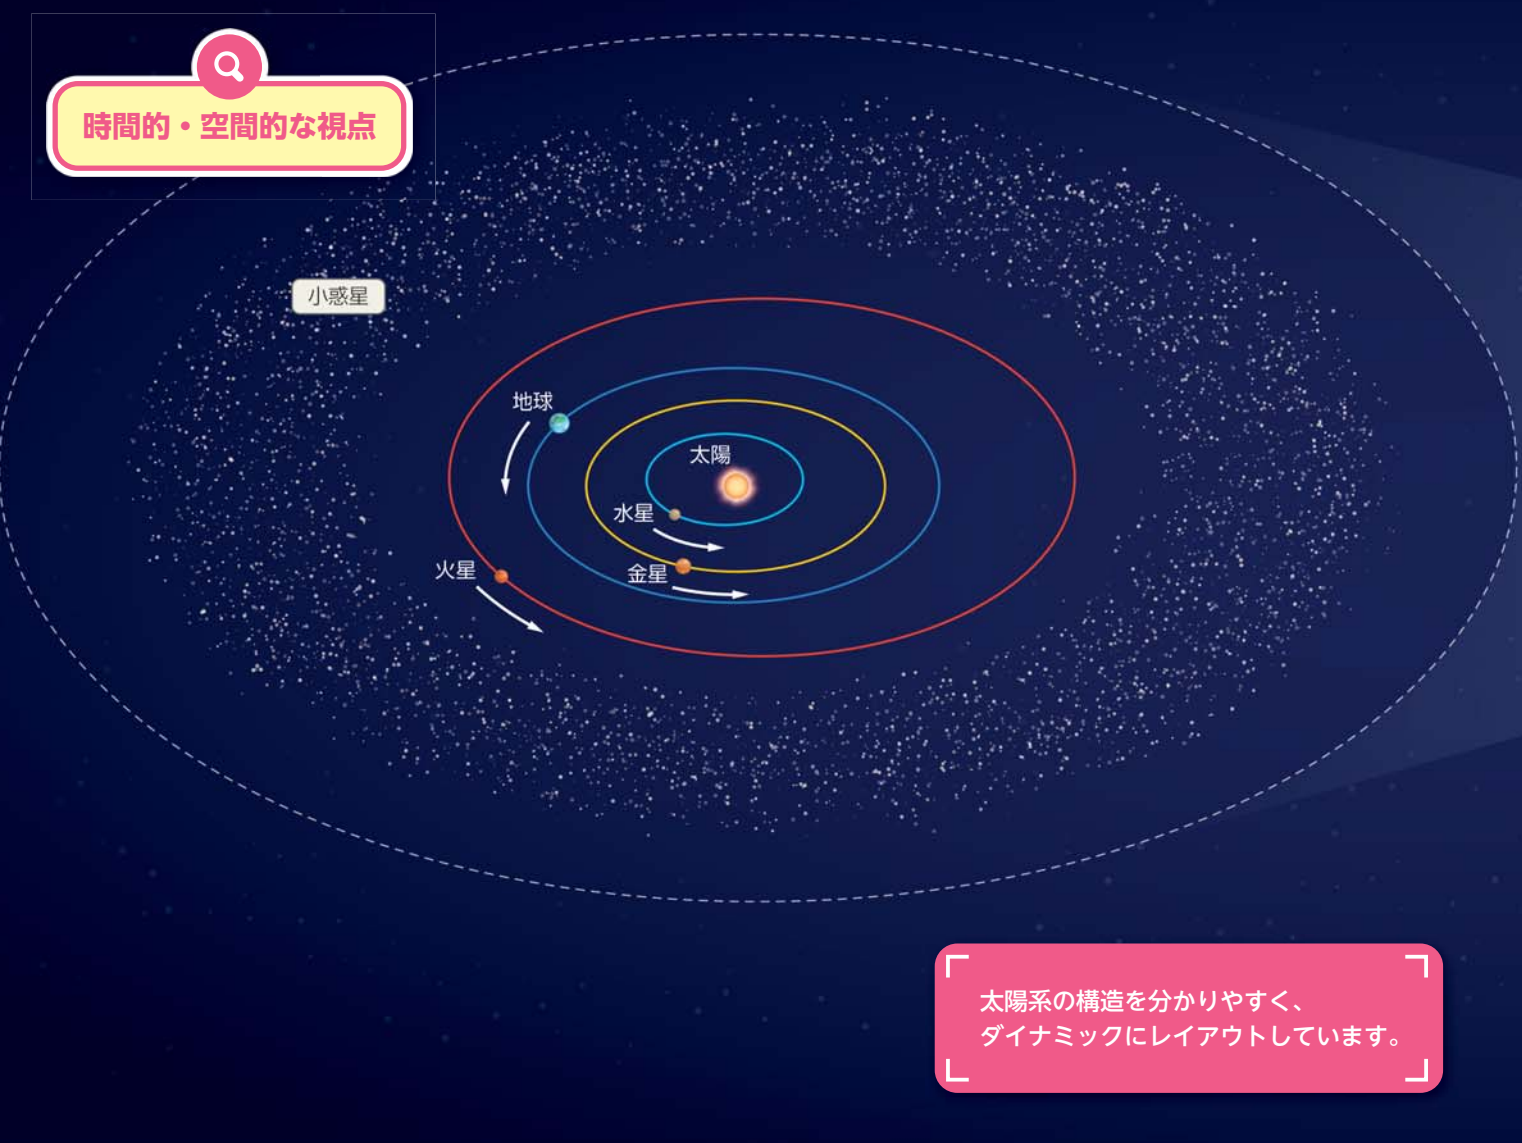 時間的・空間的な視点
小惑星
地球
太陽
水星
火星
金星
太陽系の構造を分かりやすく、
ダイナミックにレイアウトしています。